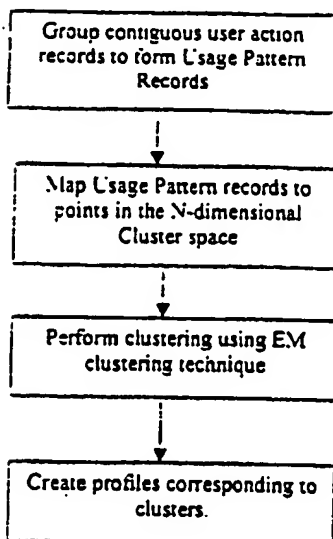 Group contiguous user action
records to form Usage Pattern
Records
Map Usage Pattern records to
points in the N-dimensional
Cluster space
Perform clustering using EM
clustering technique
Create profiles corresponding to
clusters.